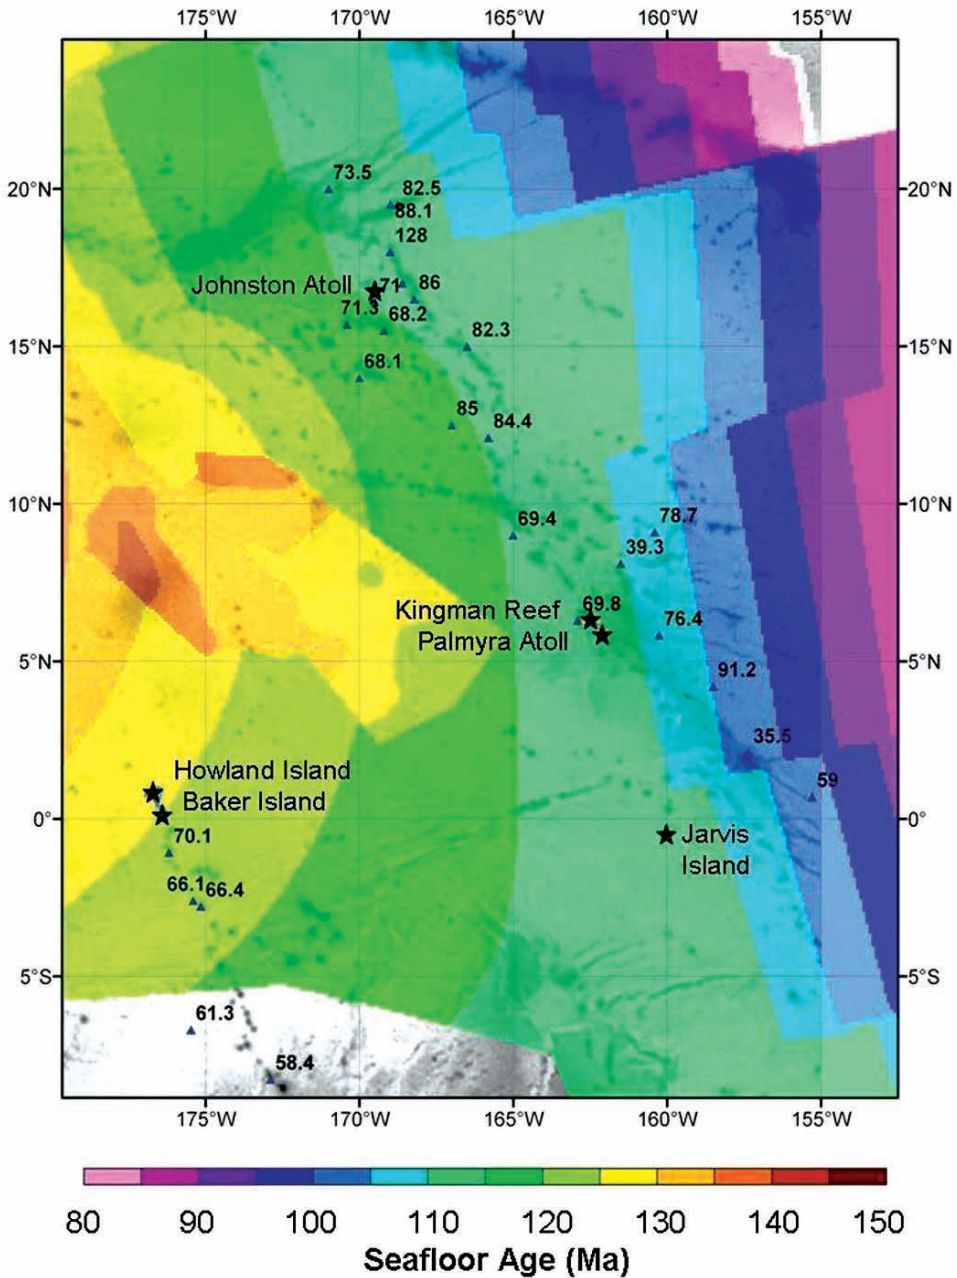 175°W 170°W 165°W 160°W 155°W
73.5
20°N 82.5 20°N
88.1
128
Johnston Atoll 71 86
71.3 68.2
82.3
15°N 15°N
68.1
85 84.4
10°N 69.4 78.7 10°N
39.3
Kingman Reef 69.8
Palmyra Atoll 76.4
5°N 5°N
91.2
35.5
Howland Island 59
Baker Island
0° 0°
70.1 Jarvis
Island
66.1 66.4
5°S 5°S
61.3
58.4
175°W 170°W 165°W 160°W 155°W
80 90 100 110 120 130 140 150
Seafloor Age (Ma)